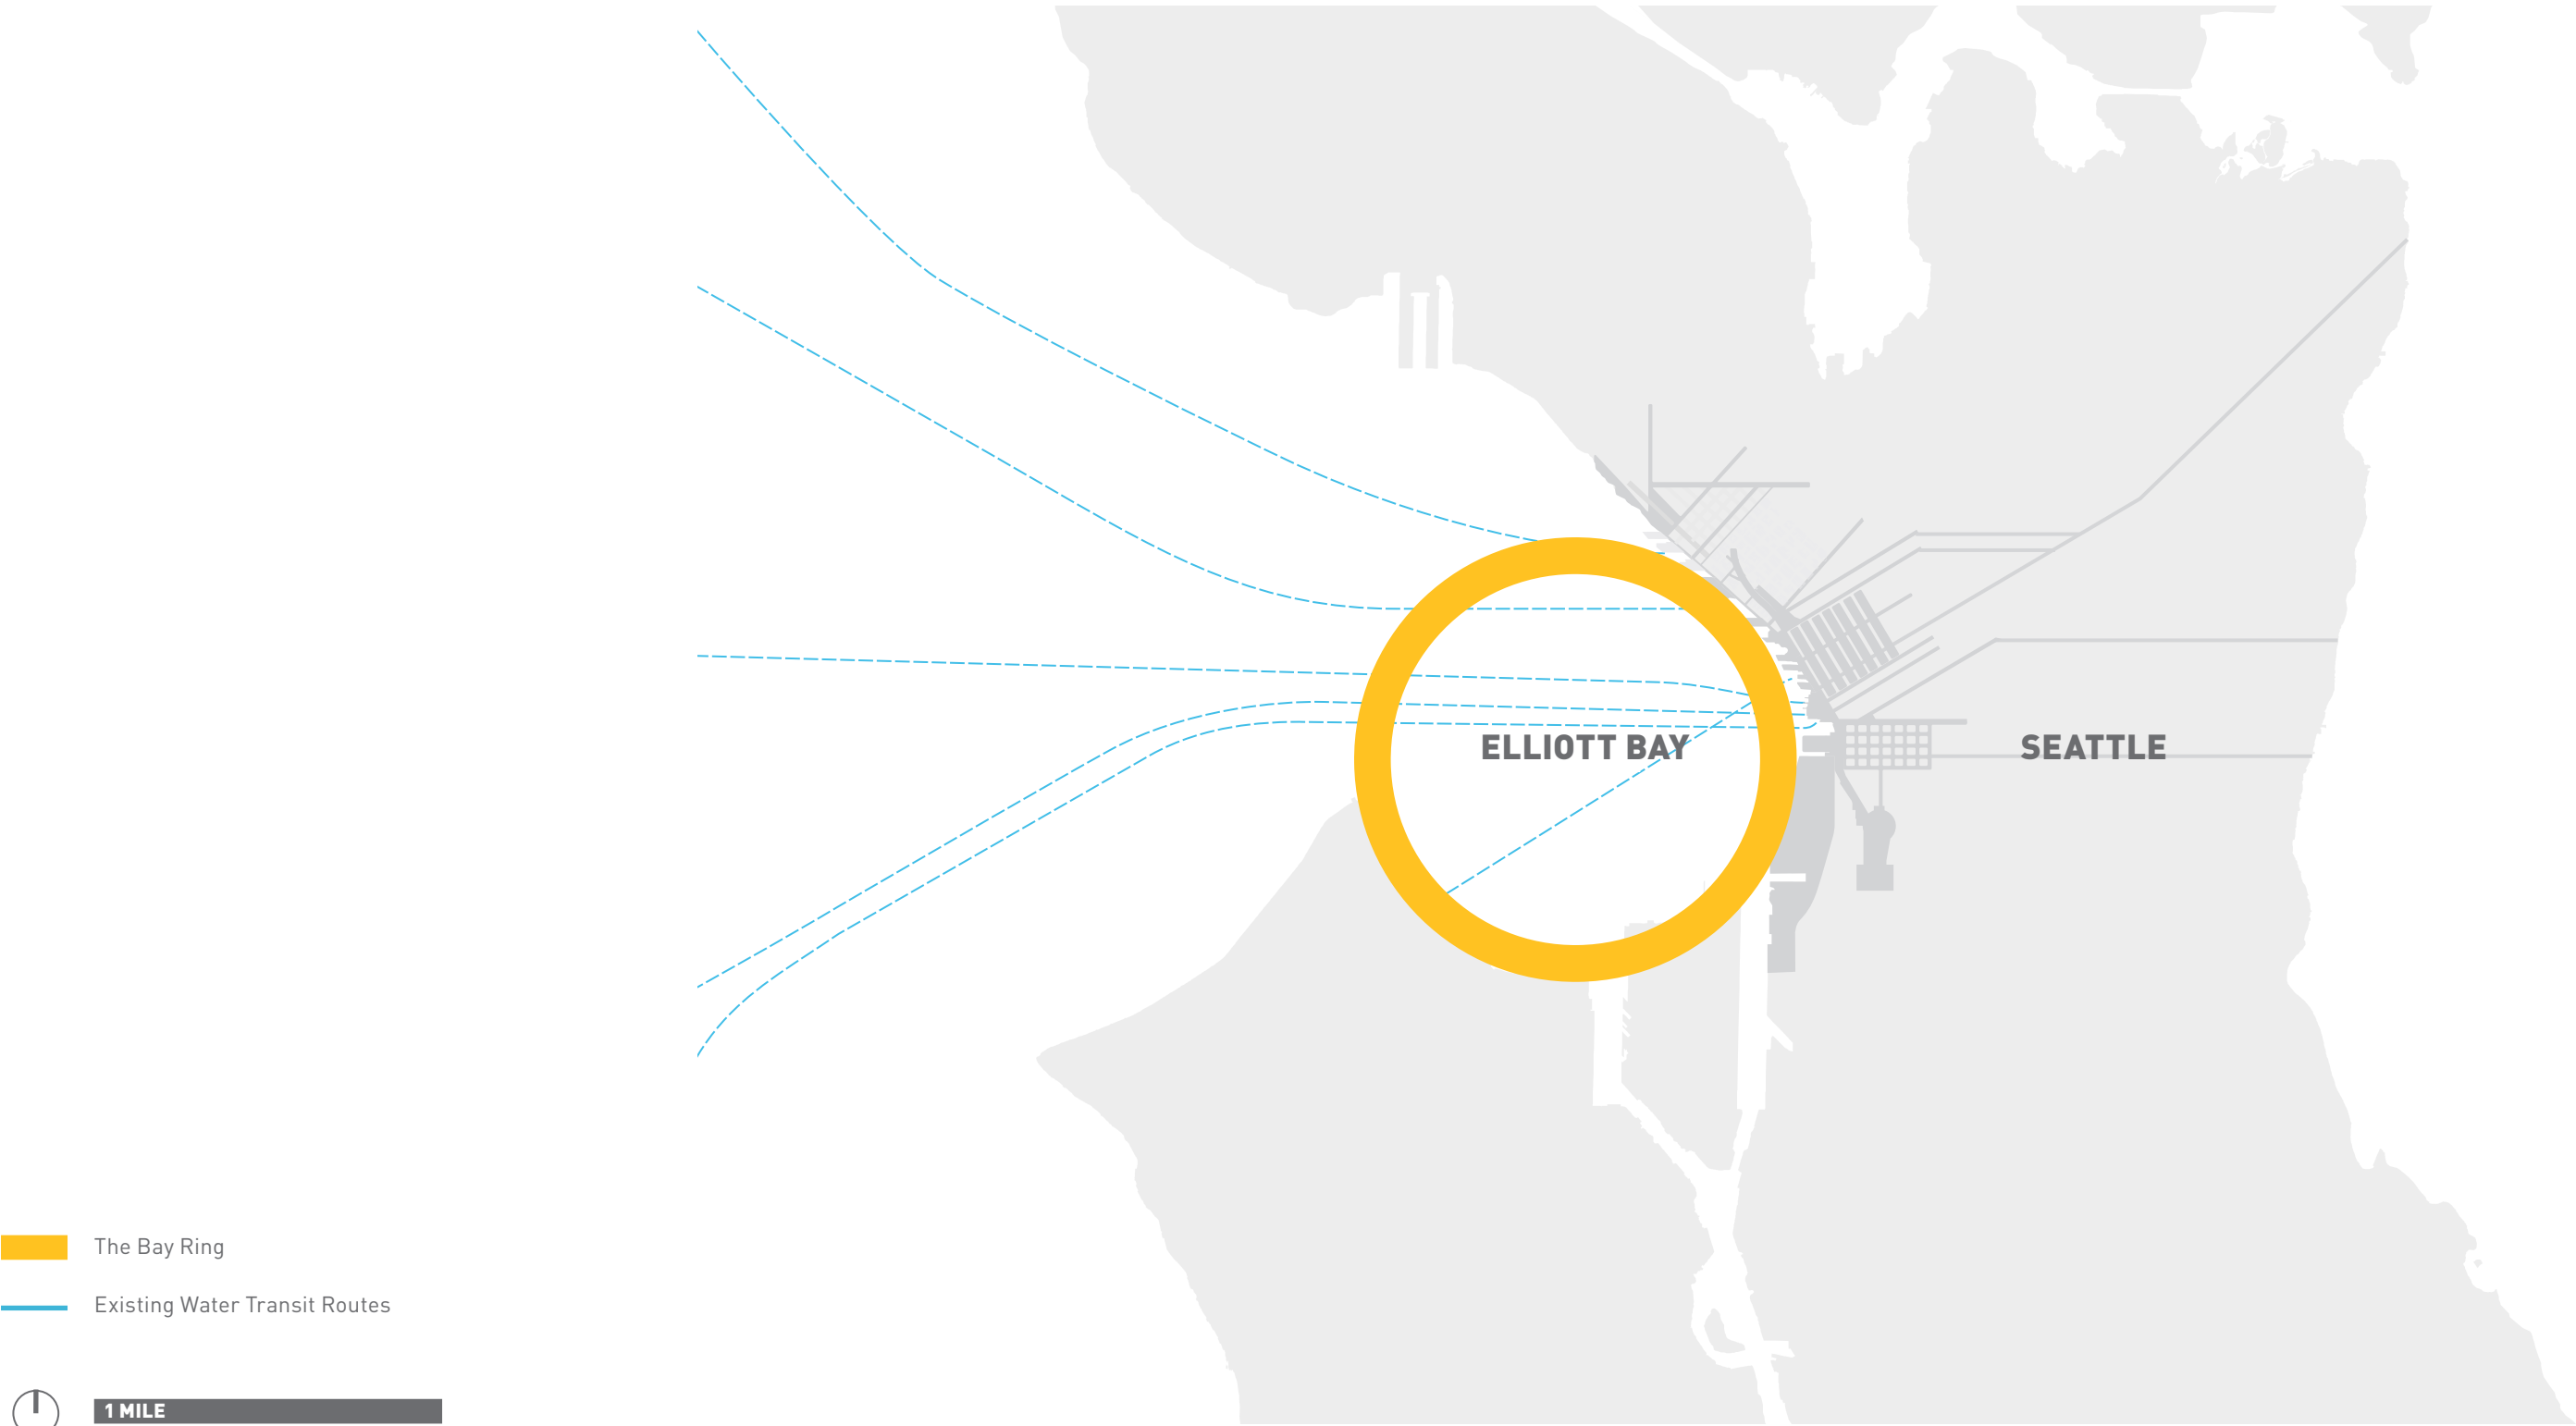 ELLIOTT BAY
SEATTLE
The Bay Ring
Existing Water Transit Routes
1 MILE